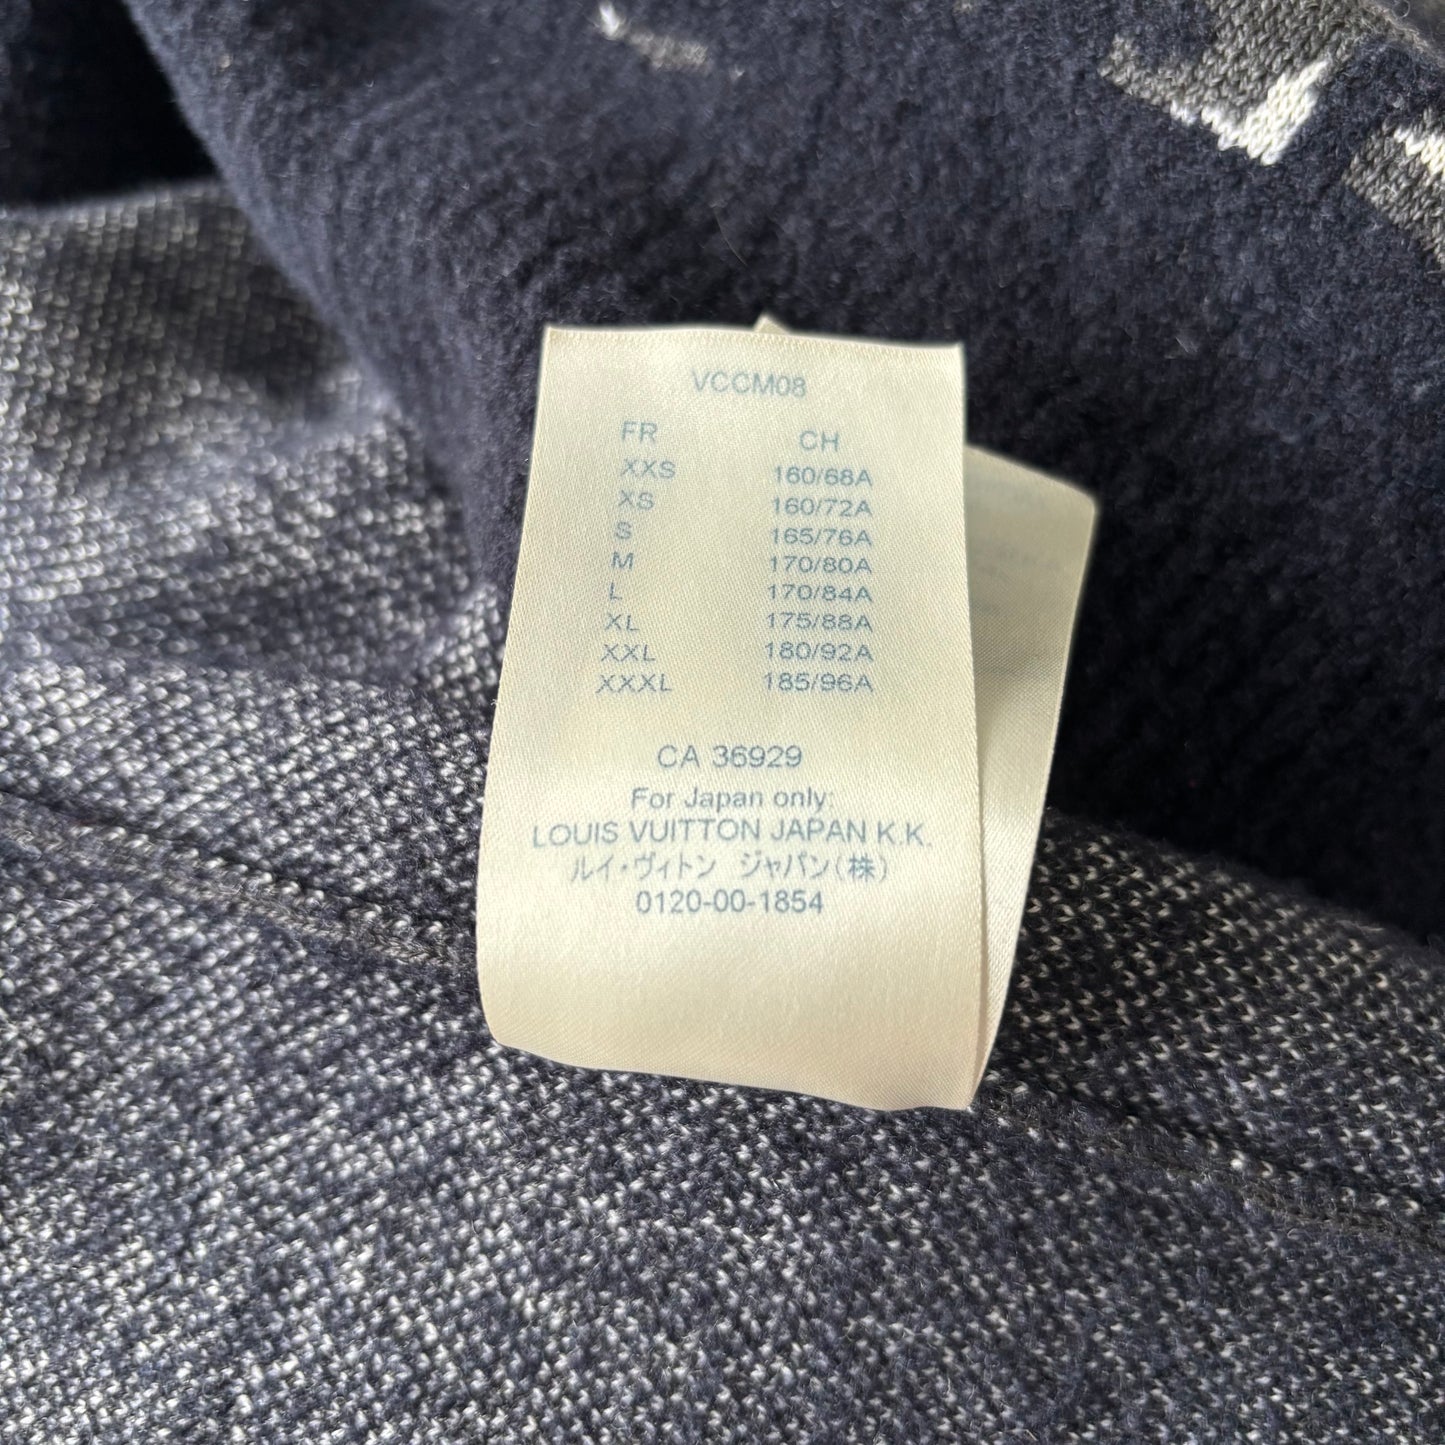 VCCM08
FR CH
XXS 160/68A
XS 160/72A
S 165/76A
M 170/80A
L 170/84A
XL 175/88A
XXL 180/92A
XXXL 185/96A
CA 36929
For Japan only:
LOUIS VUITTON JAPAN K.K.
ルイ・ヴィトン ジャパン(株)
0120-00-1854